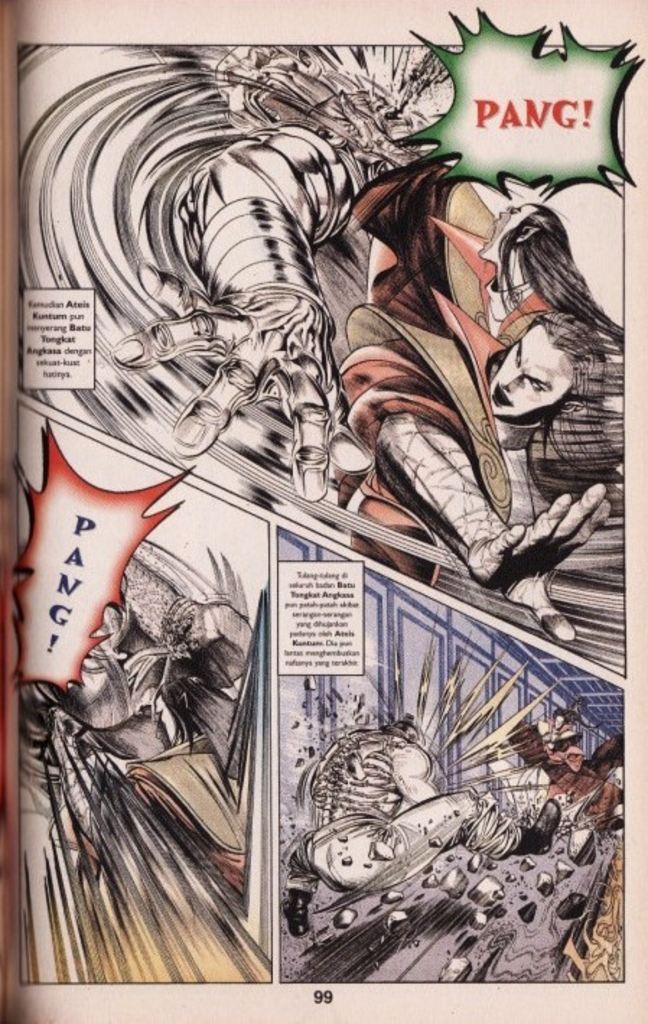 PANG!
Kemudian Ateis
Kuntum pun
menyerang Batu
Tongkat
Angkasa dengan
sekuat-kuat
hatinya.
PANG!
Tulang-tulang di
seluruh badan Batu
Tongkat Angkasa
pun patah-patah akibat
serangan-serangan
yang dihujankan
padanya oleh Ateis
Kuntum. Dia pun
lantas menghembuskan
nafasnya yang terakhir.
99